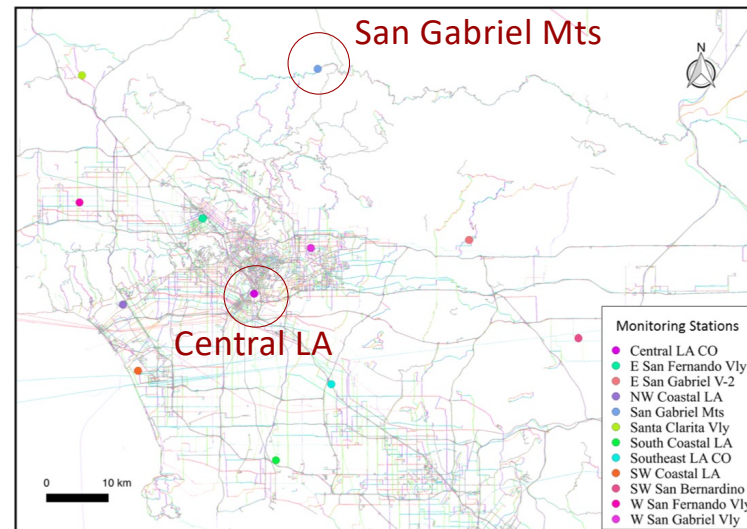 San Gabriel Mts
N
Central LA
Monitoring Stations
Central LA CO
E San Fernando Vly
E San Gabriel V-2
NW Coastal LA
San Gabriel Mts
Santa Clarita Vly
South Coastal LA
Southeast LA CO
SW Coastal LA
SW San Bernardino
W San Fernando Vly
W San Gabriel Vly
0 10 km